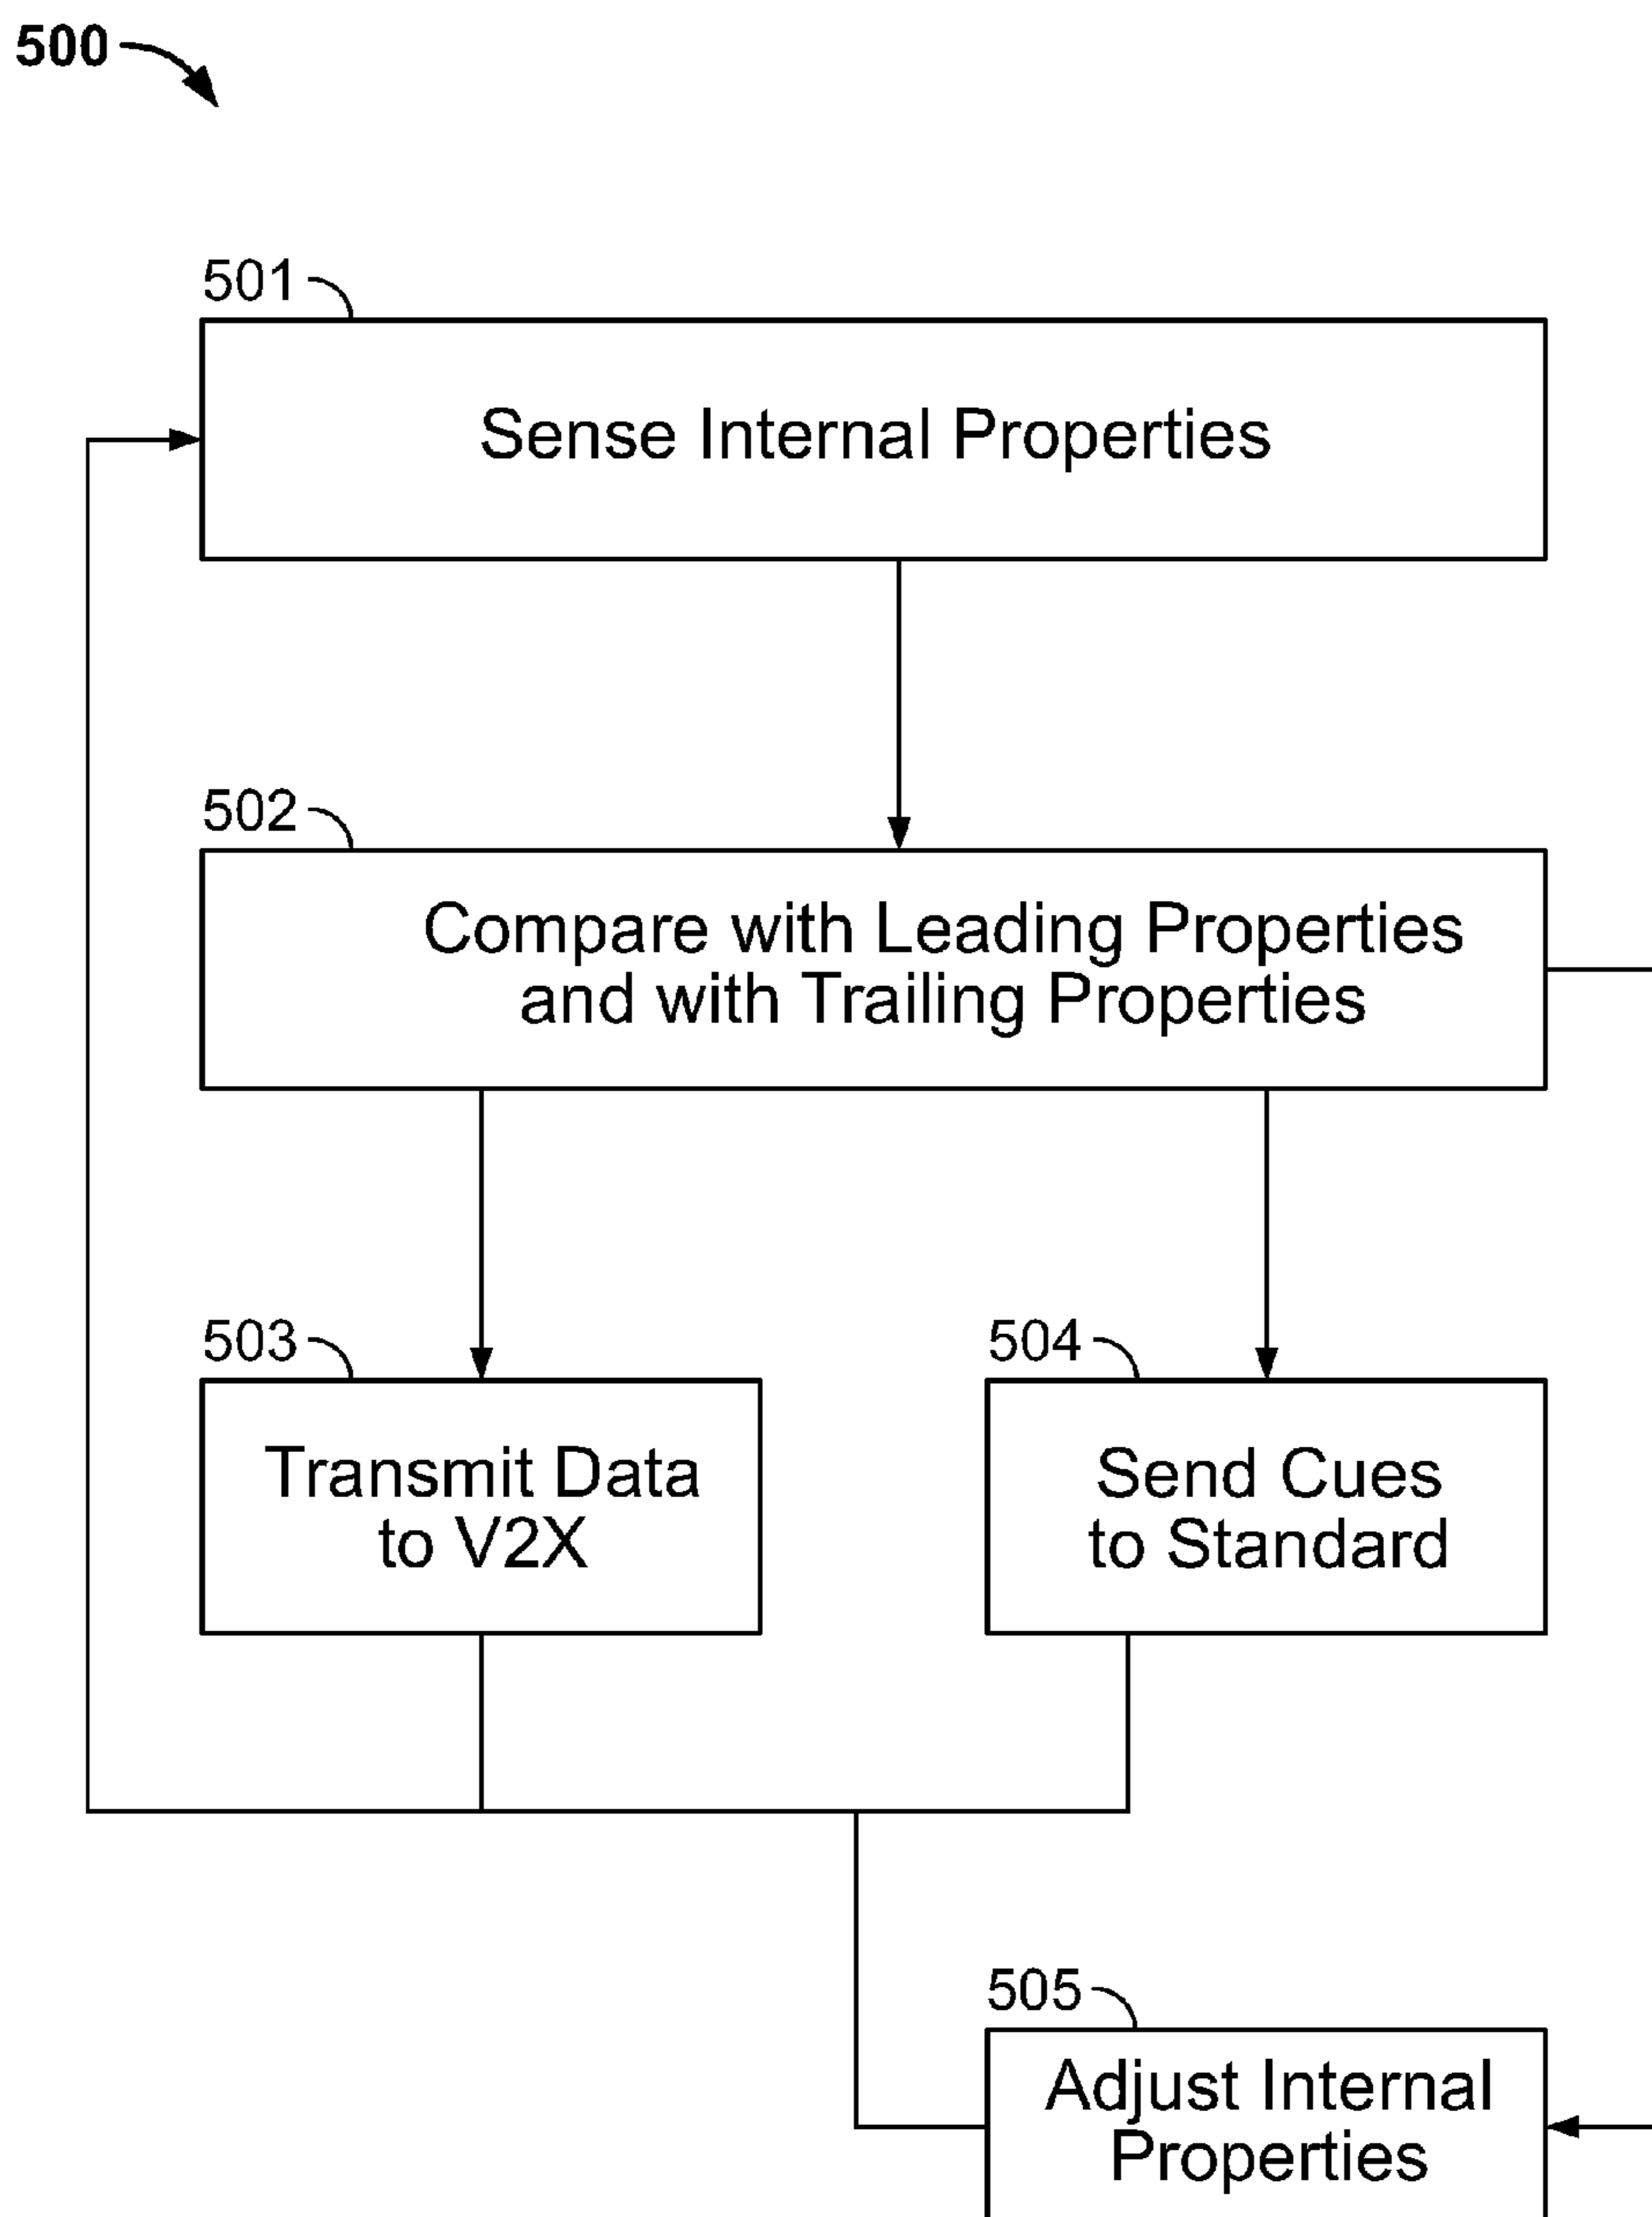 500
501
Sense Internal Properties
502
Compare with Leading Properties
and with Trailing Properties
503
Transmit Data
to V2X
504
Send Cues
to Standard
505
Adjust Internal
Properties